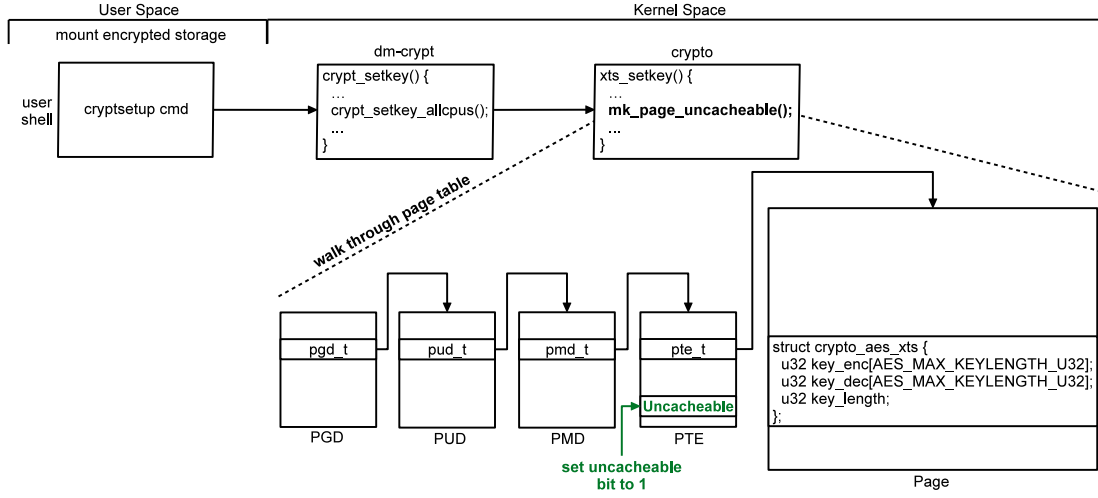 User Space
Kernel Space
mount encrypted storage
user
shell
cryptsetup cmd
dm-crypt
crypt_setkey() {
...
crypt_setkey_allcpus();
...
}
crypto
xts_setkey() {
...
mk_page_uncacheable();
...
}
walk through page table
pgd_t
PGD
pud_t
PUD
pmd_t
PMD
pte_t
Uncacheable
PTE
set uncacheable
bit to 1
struct crypto_aes_xts {
u32 key_enc[AES_MAX_KEYLENGTH_U32];
u32 key_dec[AES_MAX_KEYLENGTH_U32];
u32 key_length;
};
Page